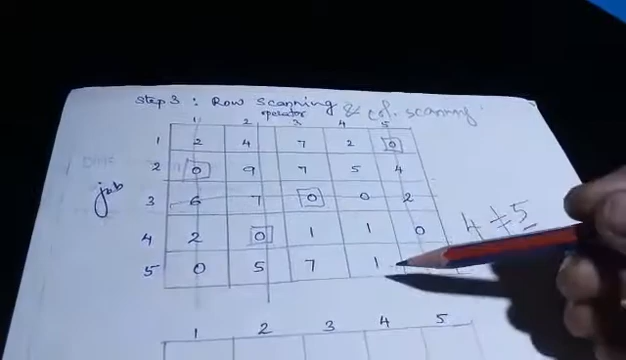 Step 3 : Row scanning & col. scanning.
operator
1 2 3 4 5
1 2 4 7 2 0
2 0 9 7 5 4
job
3 6 7 0 0 2
4 2 0 1 1 0
4 ≠ 5
5 0 5 7 1
1 2 3 4 5